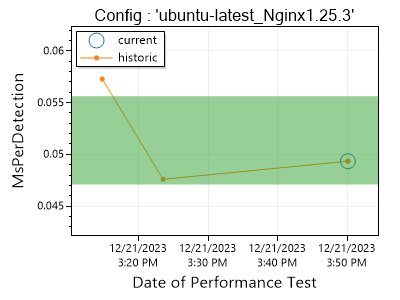 Config : 'ubuntu-latest_Nginx1.25.3'
current
historic
0.06
0.055
0.05
0.045
MsPerDetection
12/21/2023
3:20 PM
12/21/2023
3:30 PM
12/21/2023
3:40 PM
12/21/2023
3:50 PM
Date of Performance Test